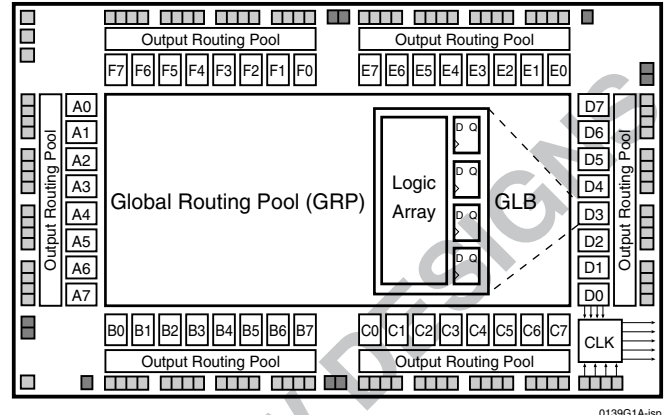 Output Routing Pool Output Routing Pool
F7 F6 F5 F4 F3 F2 F1 F0 E7 E6 E5 E4 E3 E2 E1 E0
Output Routing Pool
A0
A1
A2
A3
A4
A5
A6
A7
Global Routing Pool (GRP)
Logic
Array
D Q
D Q
D Q
D Q
GLB
D7
D6
D5
D4
D3
D2
D1
D0
Output Routing Pool
CLK
B0 B1 B2 B3 B4 B5 B6 B7 C0 C1 C2 C3 C4 C5 C6 C7
Output Routing Pool Output Routing Pool
0139G1A-isp
DESIGNS